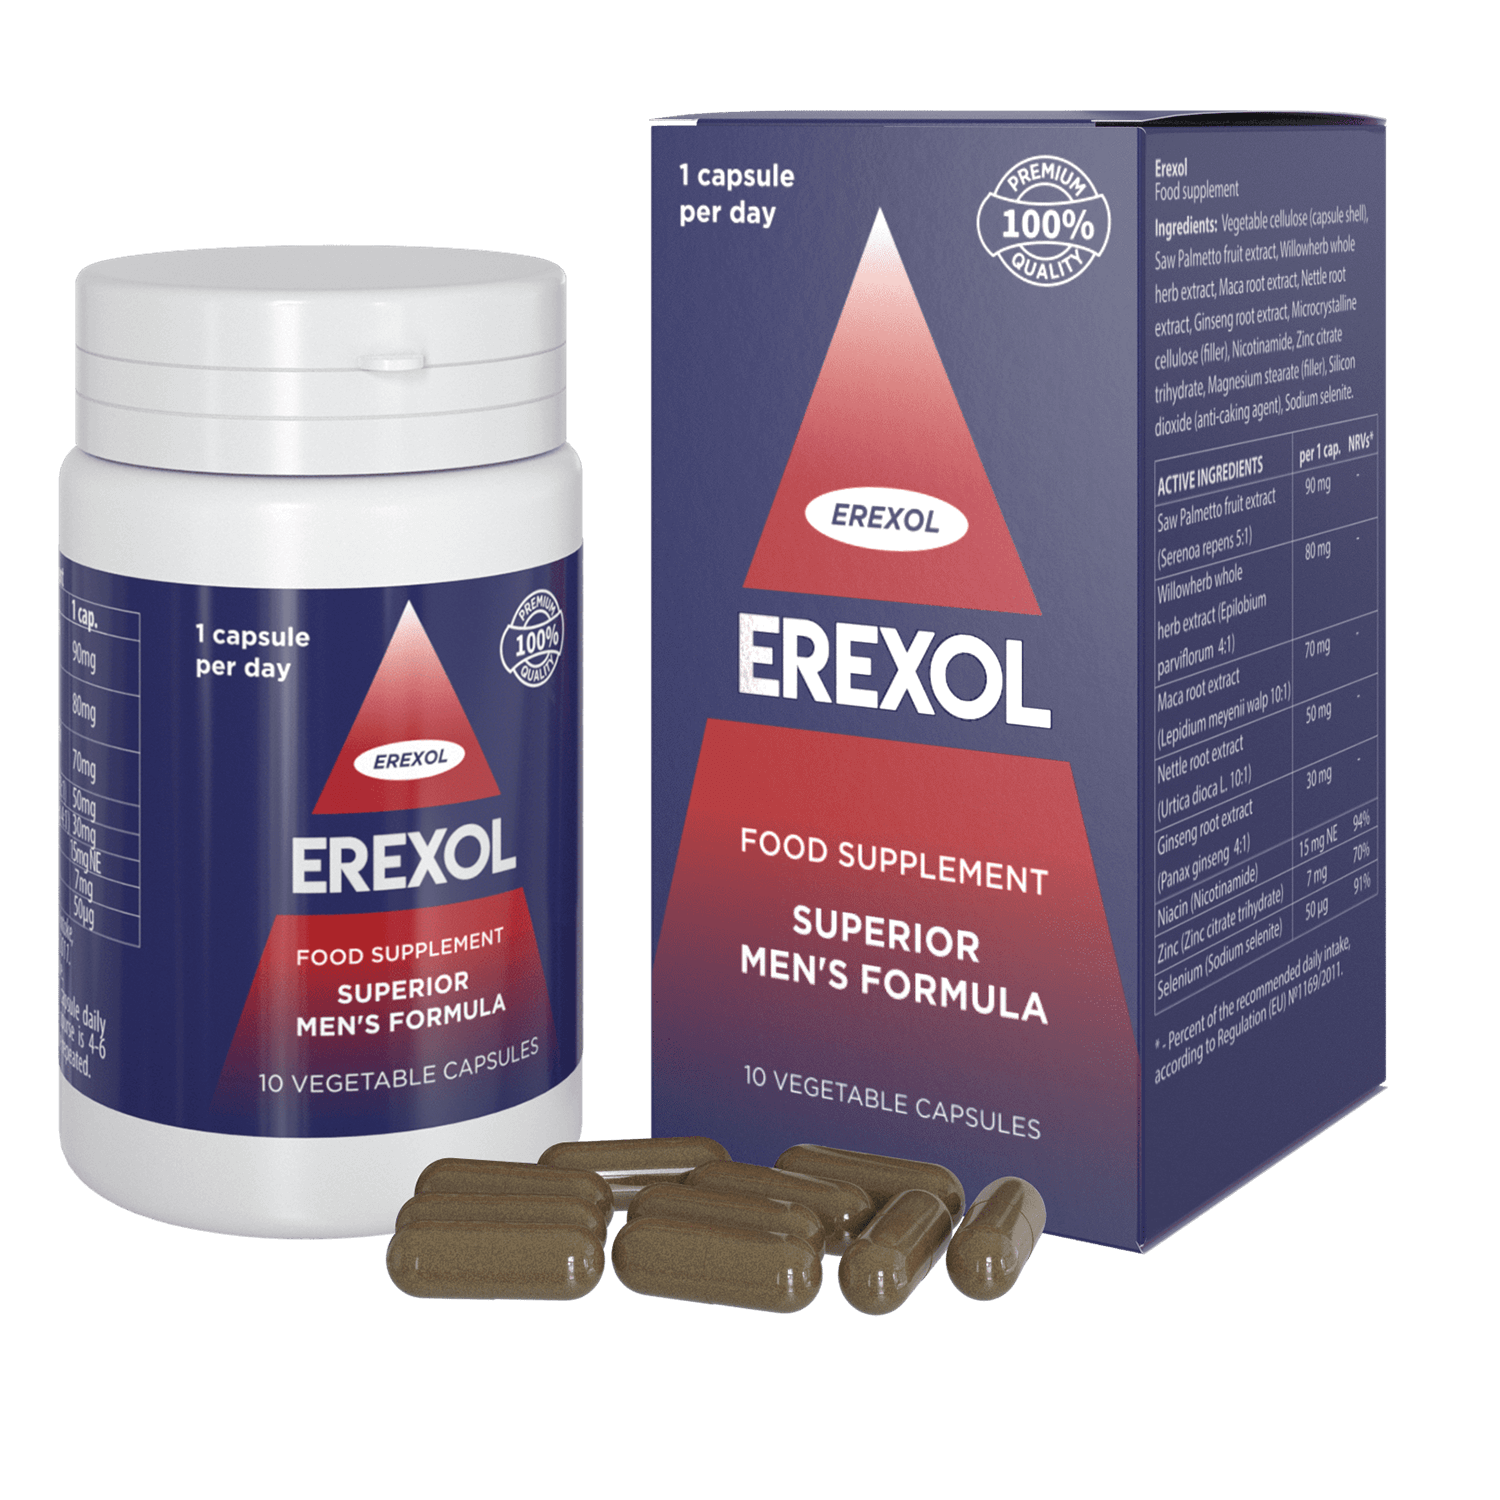 1 cap.
90mg
80mg
70mg
50mg
30mg
15mg NE
7mg
50µg
daily
is 4-6
1 capsule
per day
PREMIUM
100%
QUALITY
EREXOL
EREXOL
FOOD SUPPLEMENT
SUPERIOR
MEN'S FORMULA
10 VEGETABLE CAPSULES
1 capsule
per day
PREMIUM
100%
QUALITY
EREXOL
EREXOL
FOOD SUPPLEMENT
SUPERIOR
MEN'S FORMULA
10 VEGETABLE CAPSULES
Erexol
Food supplement
Ingredients: Vegetable cellulose (capsule shell),
Saw Palmetto fruit extract, Willowherb whole
herb extract, Maca root extract, Nettle root
extract, Ginseng root extract, Microcrystalline
cellulose (filler), Nicotinamide, Zinc citrate
trihydrate, Magnesium stearate (filler), Silicon
dioxide (anti-caking agent), Sodium selenite.
ACTIVE INGREDIENTS per 1 cap. NRVs*
Saw Palmetto fruit extract 90 mg -
(Serenoa repens 5:1)
Willowherb whole 80 mg -
herb extract (Epilobium
parviflorum 4:1)
Maca root extract 70 mg -
(Lepidium meyenii walp 10:1)
Nettle root extract 50 mg -
(Urtica dioca L. 10:1)
Ginseng root extract 30 mg -
(Panax ginseng 4:1)
Niacin (Nicotinamide) 15 mg NE 94%
Zinc (Zinc citrate trihydrate) 7 mg 70%
Selenium (Sodium selenite) 50 µg 91%
* - Percent of the recommended daily intake,
according to Regulation (EU) №1169/2011.